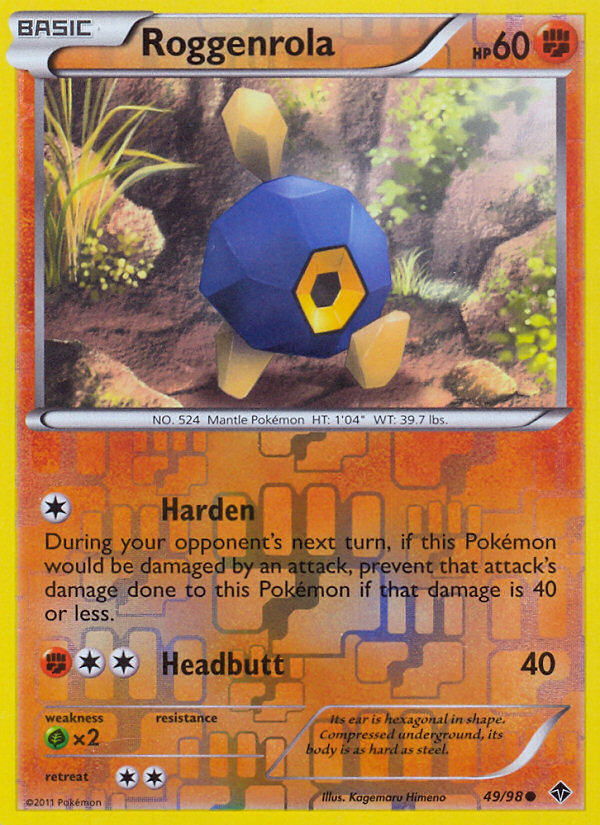 BASIC
Roggenrola
HP60
NO. 524 Mantle Pokémon HT: 1'04" WT: 39.7 lbs.
Harden
During your opponent's next turn, if this Pokémon
would be damaged by an attack, prevent that attack's
damage done to this Pokémon if that damage is 40
or less.
Headbutt 40
weakness resistance
×2
Its ear is hexagonal in shape.
Compressed underground, its
body is as hard as steel.
retreat
©2011 Pokémon
Illus. Kagemaru Himeno
49/98